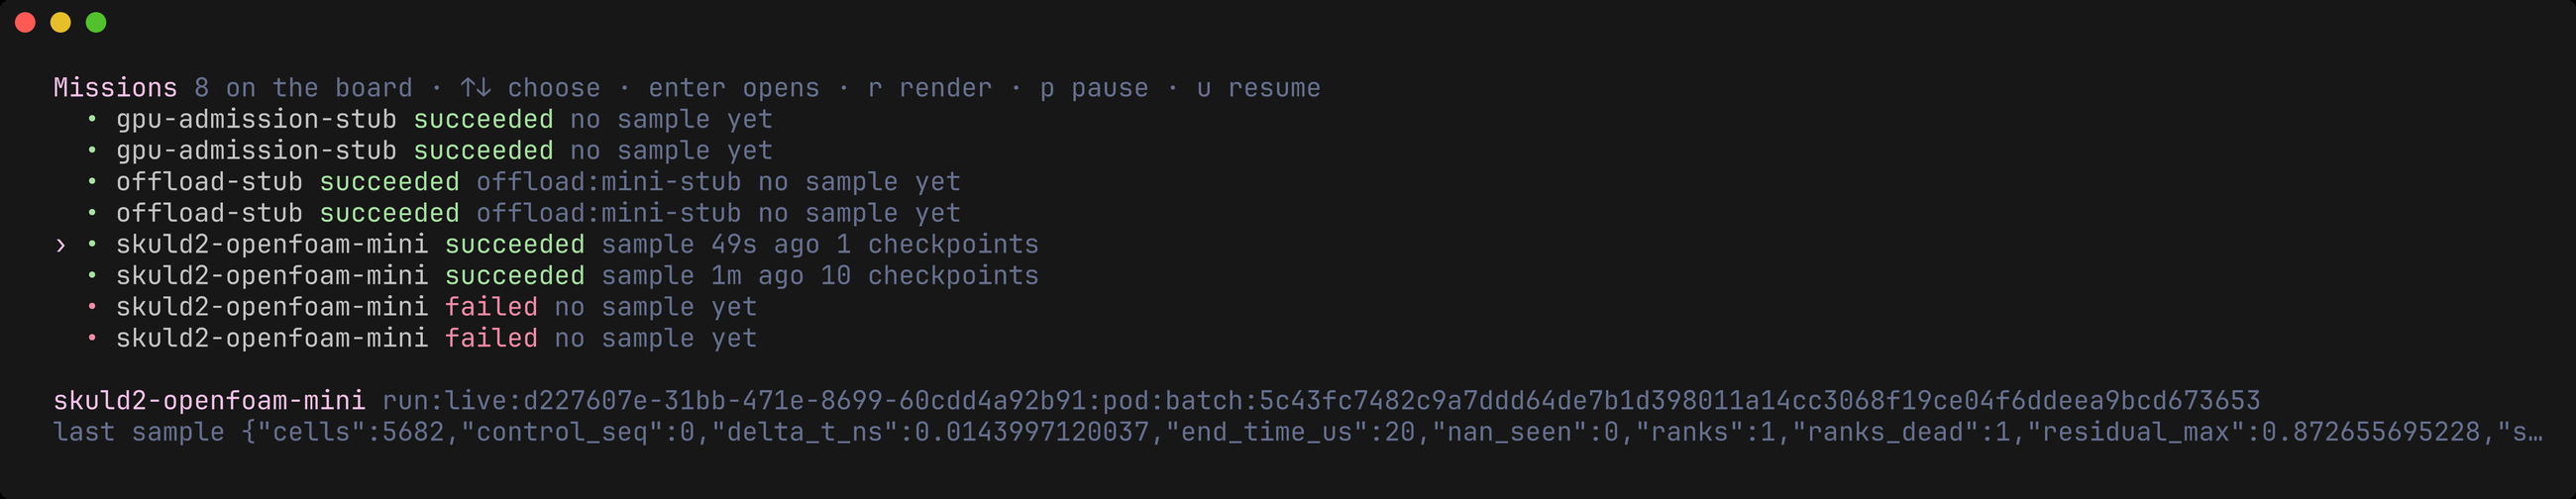 Missions 8 on the board · ↑↓ choose · enter opens · r render · p pause · u resume
• gpu-admission-stub succeeded no sample yet
• gpu-admission-stub succeeded no sample yet
• offload-stub succeeded offload:mini-stub no sample yet
• offload-stub succeeded offload:mini-stub no sample yet
› • skuld2-openfoam-mini succeeded sample 49s ago 1 checkpoints
• skuld2-openfoam-mini succeeded sample 1m ago 10 checkpoints
• skuld2-openfoam-mini failed no sample yet
• skuld2-openfoam-mini failed no sample yet
skuld2-openfoam-mini run:live:d227607e-31bb-471e-8699-60cdd4a92b91:pod:batch:5c43fc7482c9a7ddd64de7b1d398011a14cc3068f19ce04f6ddeea9bcd673653
last sample {"cells":5682,"control_seq":0,"delta_t_ns":0.0143997120037,"end_time_us":20,"nan_seen":0,"ranks":1,"ranks_dead":1,"residual_max":0.872655695228,"s…